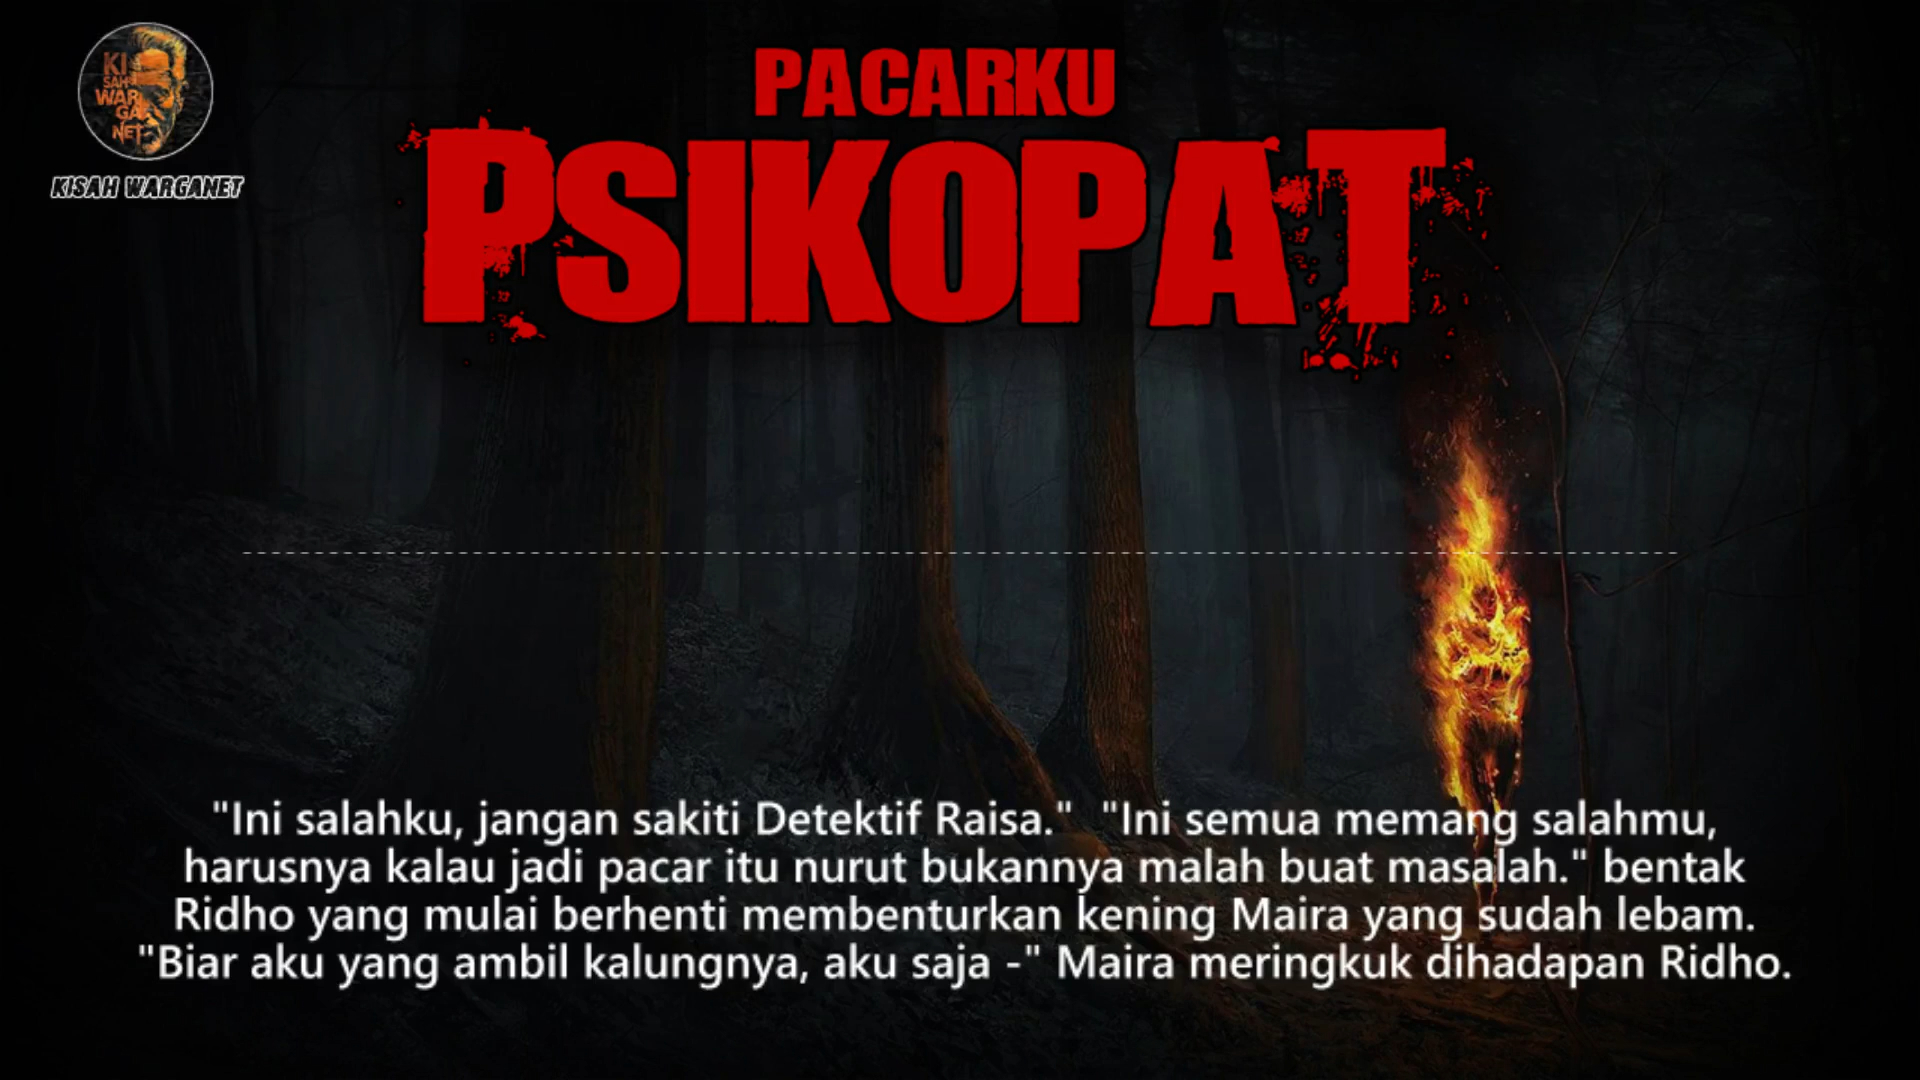 KI
SAH
WAR
GA
NET
KISAH WARGANET
PACARKU
PSIKOPAT
"Ini salahku, jangan sakiti Detektif Raisa." "Ini semua memang salahmu,
harusnya kalau jadi pacar itu nurut bukannya malah buat masalah." bentak
Ridho yang mulai berhenti membenturkan kening Maira yang sudah lebam.
"Biar aku yang ambil kalungnya, aku saja -" Maira meringkuk dihadapan Ridho.